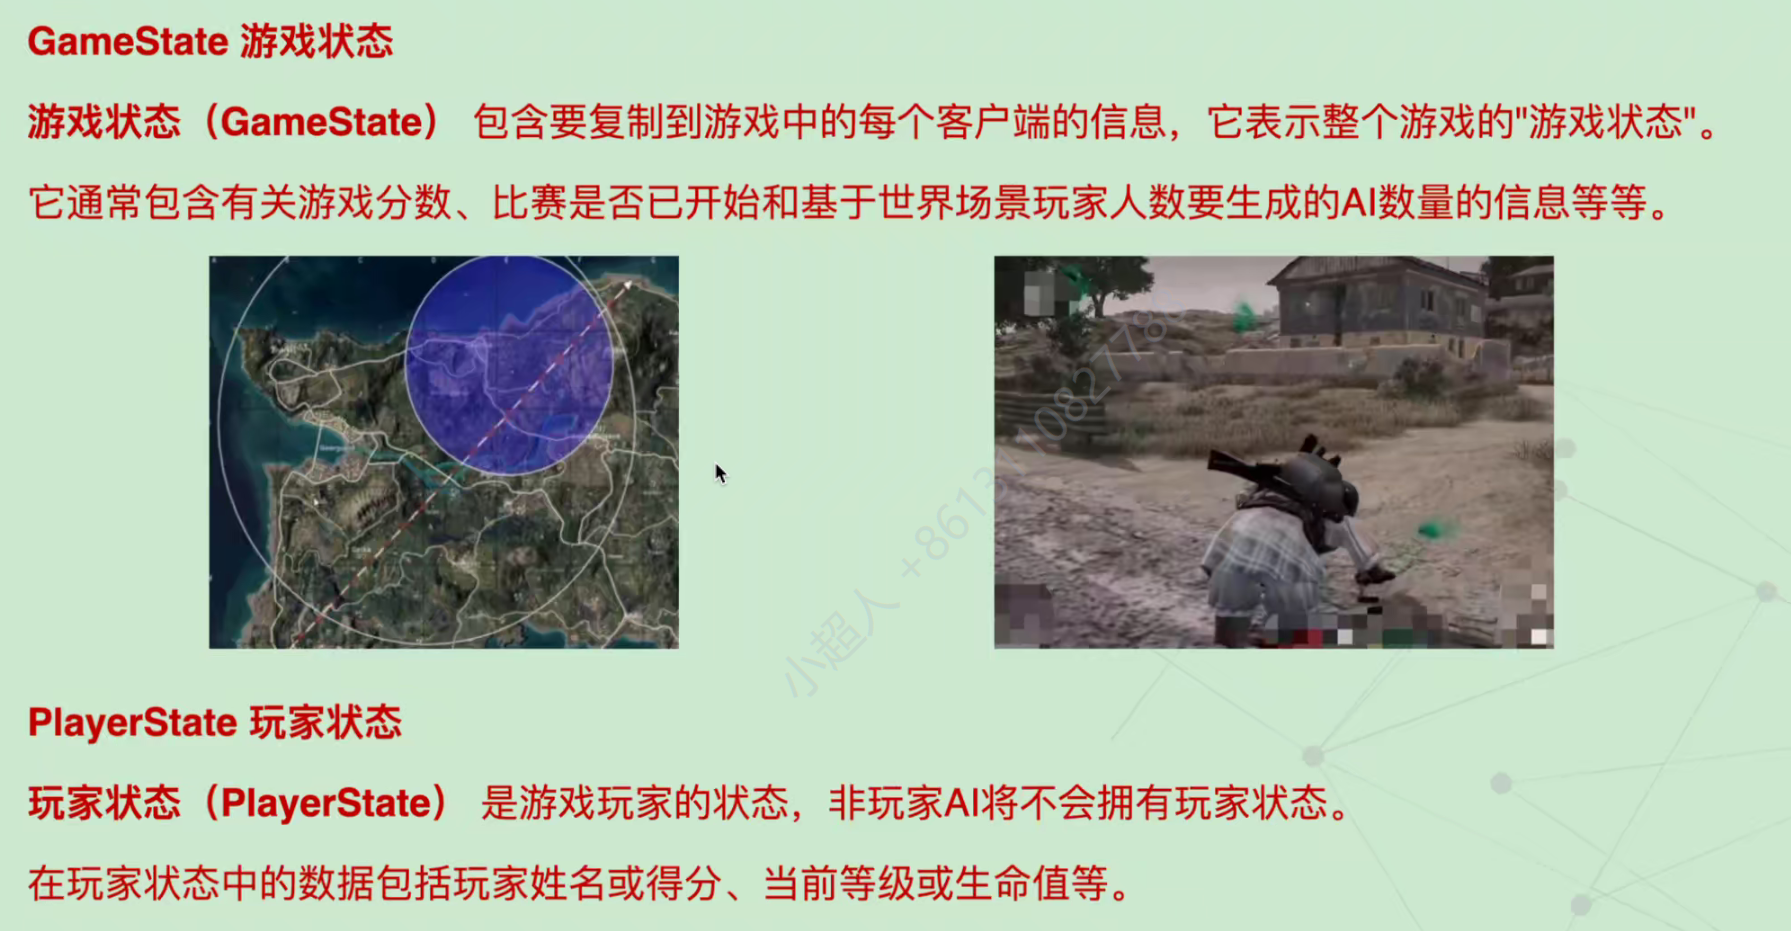 GameState 游戏状态
游戏状态（GameState） 包含要复制到游戏中的每个客户端的信息，它表示整个游戏的"游戏状态"。
它通常包含有关游戏分数、比赛是否已开始和基于世界场景玩家人数要生成的AI数量的信息等等。
PlayerState 玩家状态
玩家状态（PlayerState） 是游戏玩家的状态，非玩家AI将不会拥有玩家状态。
在玩家状态中的数据包括玩家姓名或得分、当前等级或生命值等。